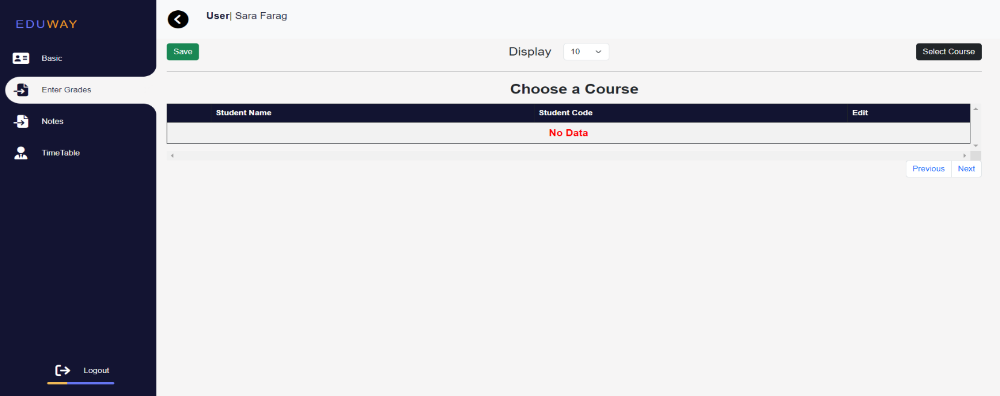 EDUWAY
Basic
Enter Grades
Notes
TimeTable
Logout
User| Sara Farag
Save
Display 10
Select Course
Choose a Course
Student Name Student Code Edit
No Data
Previous Next